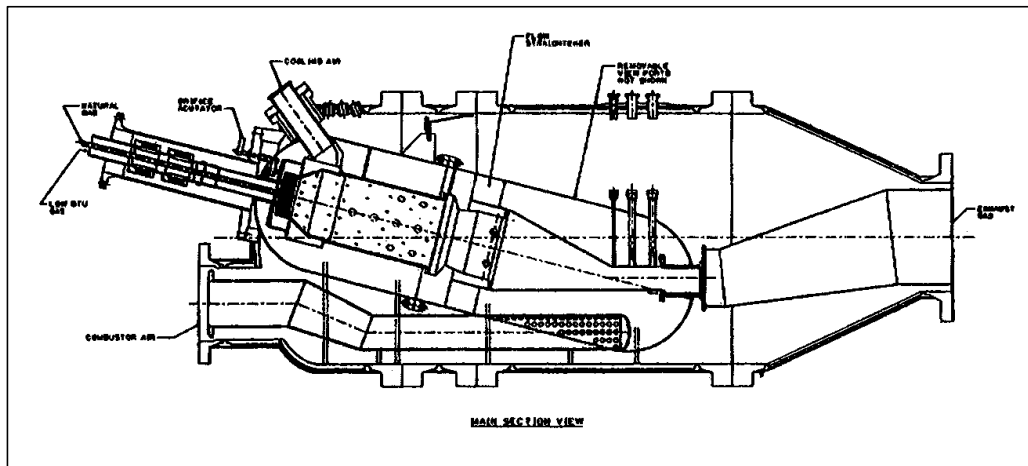 FLOW
STRAIGHTENER
COOLING AIR
REMOVABLE
VIEW PORTS
NOT SHOWN
NATURAL
GAS
ORIFICE
ACUTATOR
LOW BTU
GAS
EXHAUST
GAS
COMBUSTOR AIR
MAIN SECTION VIEW